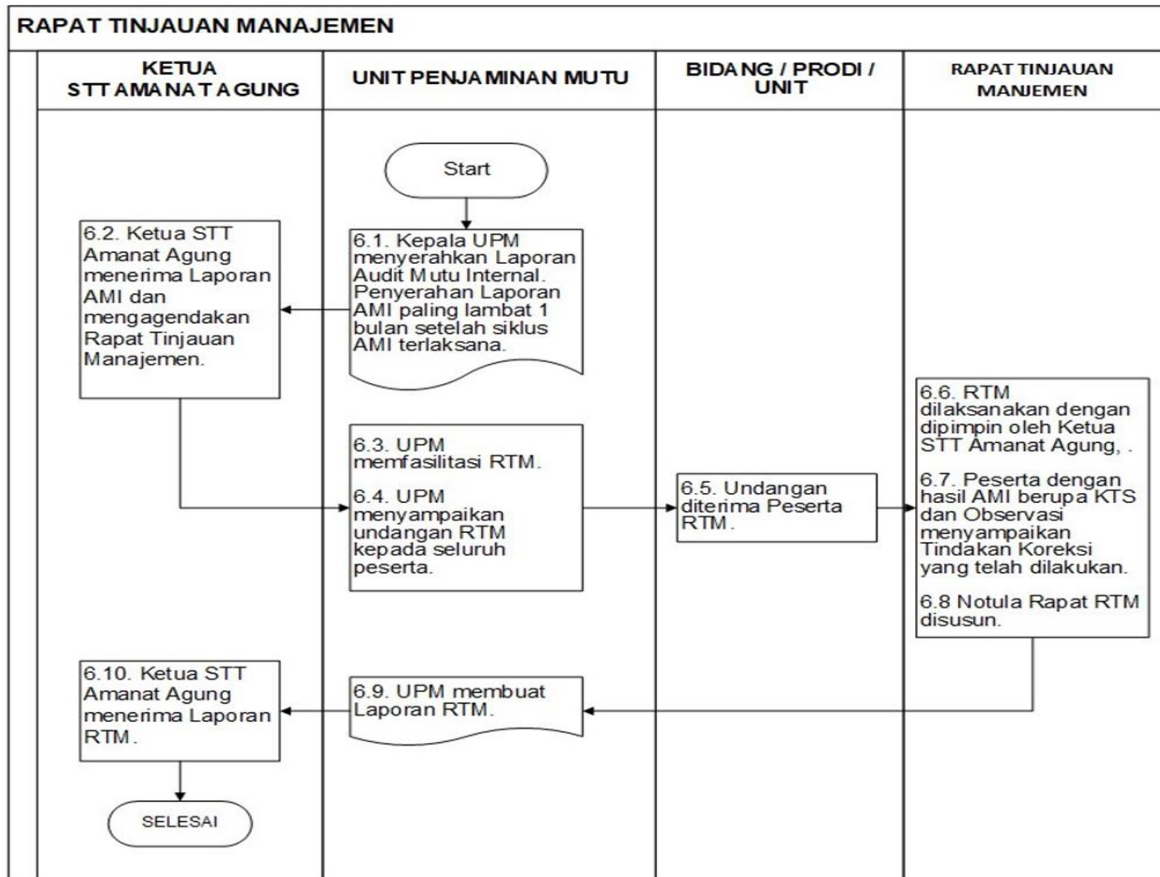 RAPAT TINJAUAN MANAJEMEN
KETUA
STT AMANAT AGUNG
UNIT PENJAMINAN MUTU
BIDANG / PRODI /
UNIT
RAPAT TINJAUAN
MANJEMEN
Start
6.1. Kepala UPM
menyerahkan Laporan
Audit Mutu Internal.
Penyerahan Laporan
AMI paling lambat 1
bulan setelah siklus
AMI terlaksana.
6.2. Ketua STT
Amanat Agung
menerima Laporan
AMI dan
mengagendakan
Rapat Tinjauan
Manajemen.
6.3. UPM
memfasilitasi RTM.
6.4. UPM
menyampaikan
undangan RTM
kepada seluruh
peserta.
6.5. Undangan
diterima Peserta
RTM.
6.6. RTM
dilaksanakan dengan
dipimpin oleh Ketua
STT Amanat Agung, .
6.7. Peserta dengan
hasil AMI berupa KTS
dan Observasi
menyampaikan
Tindakan Koreksi
yang telah dilakukan.
6.8 Notula Rapat RTM
disusun.
6.9. UPM membuat
Laporan RTM.
6.10. Ketua STT
Amanat Agung
menerima Laporan
RTM.
SELESAI